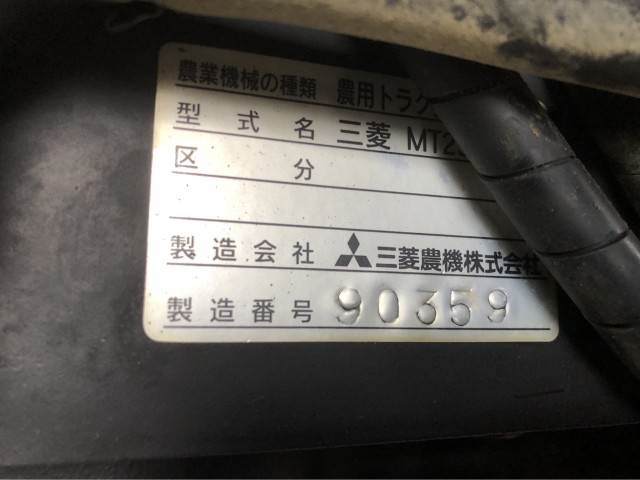 農業機械の種類 農用トラク
型式名 三菱 MT2
区分
製造会社 三菱農機株式会社
製造番号 90359